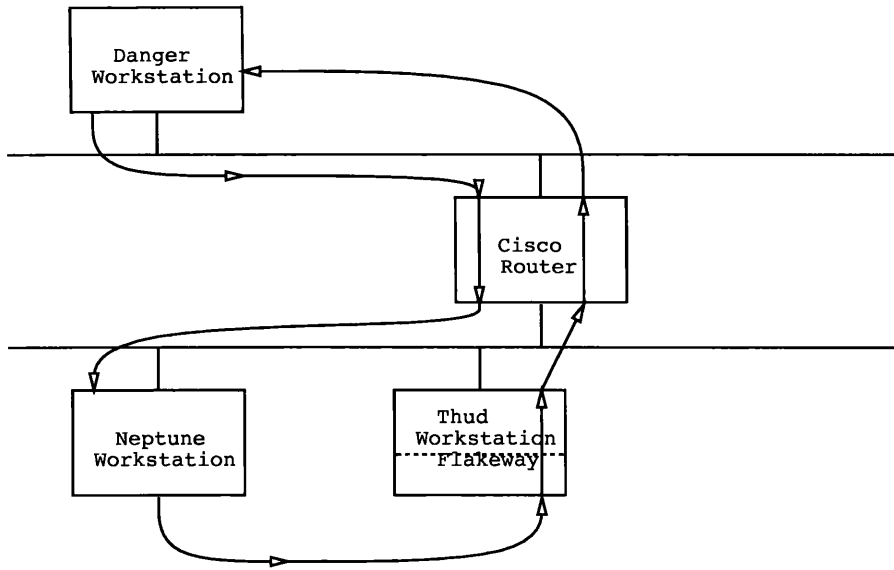 Danger
Workstation
Cisco
Router
Neptune
Workstation
Thud
Workstation
Flakeway